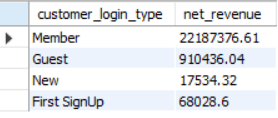 customer_login_type net_revenue
Member 22187376.61
Guest 910436.04
New 17534.32
First SignUp 68028.6